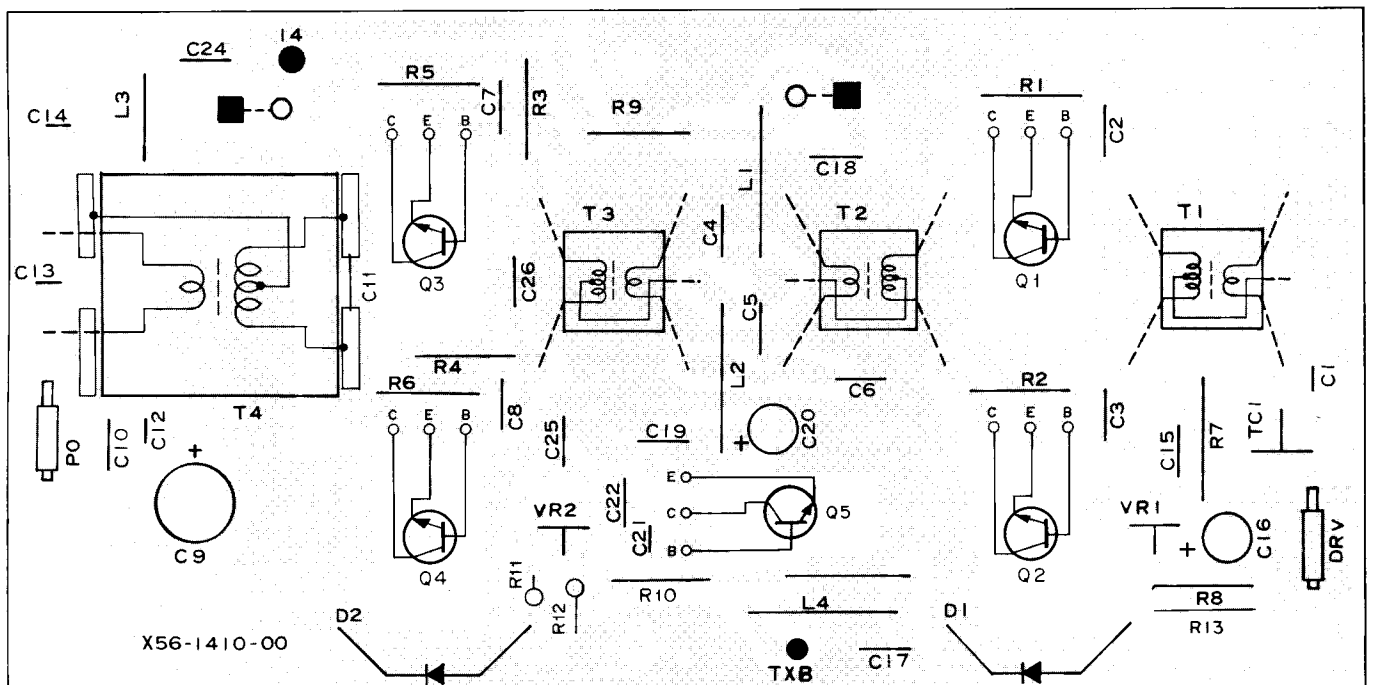 C24
14
C14
L3
R5
C7
R3
R9
C18
R1
C2
C E B
C E B
L1
T3
C4
T2
T1
C13
C11
Q3
C26
C5
Q1
R4
L2
R6
C8
C6
R2
C3
C1
T4
PO
C10
C12
C E B
C25
C19
C20
C E B
C15
R7
TC1
+
+
C9
VR2
C22
C21
E
C
B
Q5
VR1
+
C16
DRV
Q4
R11
R12
R10
Q2
R8
L4
R13
D2
D1
X56-1410-00
TXB
C17